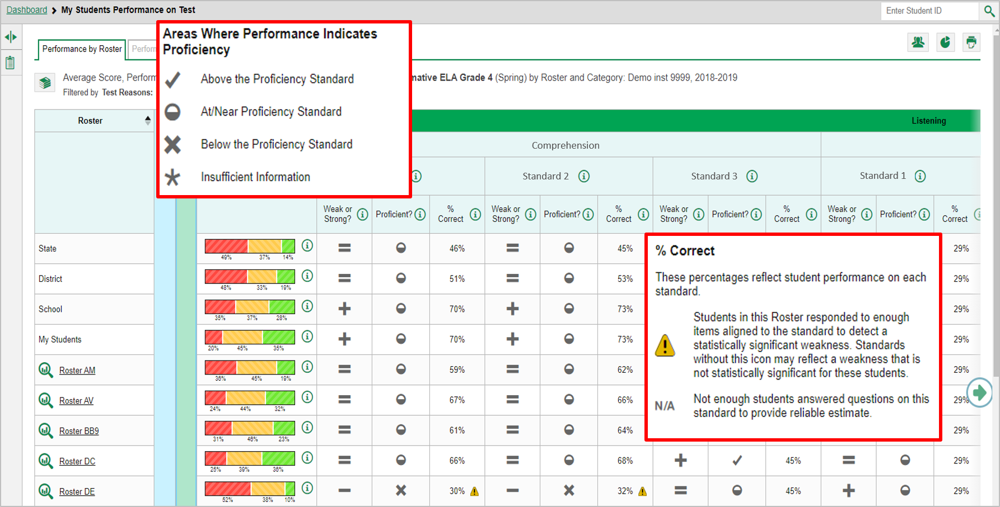 Dashboard > My Students Performance on Test
Enter Student ID
Performance by Roster
Perform
Average Score, Perform
mative ELA Grade 4 (Spring) by Roster and Category: Demo inst 9999, 2018-2019
Filtered by Test Reasons:
Areas Where Performance Indicates
Proficiency
Above the Proficiency Standard
At/Near Proficiency Standard
Below the Proficiency Standard
Insufficient Information
Roster
Listening
Comprehension
Standard 2
Standard 3
Standard 1
Weak or Strong? Proficient? % Correct Weak or Strong? Proficient? % Correct Weak or Strong? Proficient? % Correct Weak or Strong? Proficient? % Correct
State 46% 45% 29%
49% 37% 14%
District 51% 53% 29%
48% 33% 19%
School 70% 73% 29%
35% 37% 28%
My Students 70% 73% 29%
20% 45% 35%
Roster AM 59% 62% 29%
36% 45% 19%
Roster AV 67% 66% 29%
24% 44% 32%
Roster BB9 61% 64% 29%
31% 46% 23%
Roster DC 66% 68% 45% 29%
25% 39% 36%
Roster DE 30% 32% 45% 29%
52% 38% 10%
% Correct
These percentages reflect student performance on each
standard.
Students in this Roster responded to enough
items aligned to the standard to detect a
statistically significant weakness. Standards
without this icon may reflect a weakness that is
not statistically significant for these students.
N/A
Not enough students answered questions on this
standard to provide reliable estimate.